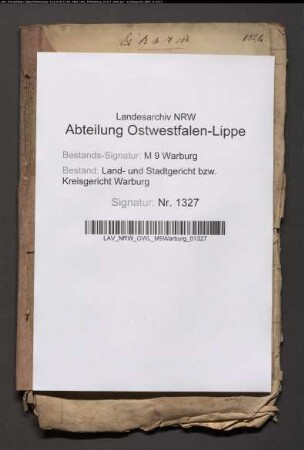 Landesarchiv NRW
Abteilung Ostwestfalen-Lippe
Bestands-Signatur: M 9 Warburg
Bestand: Land- und Stadtgericht bzw.
Kreisgericht Warburg
Signatur: Nr. 1327
LAV_NRW_OWL_M9Warburg_01327